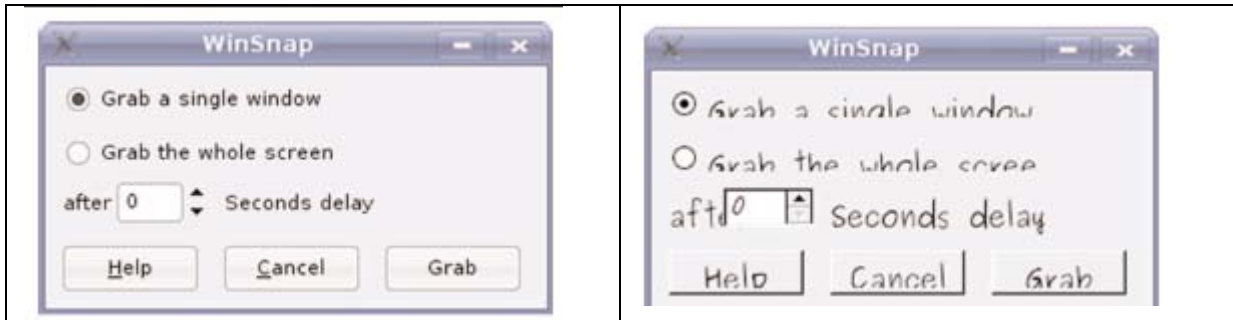 WinSnap
Grab a single window
Grab the whole screen
after 0 Seconds delay
Help Cancel Grab
WinSnap
Grab a single window
Grab the whole scree
afte 0 Seconds delay
Help Cancel Grab